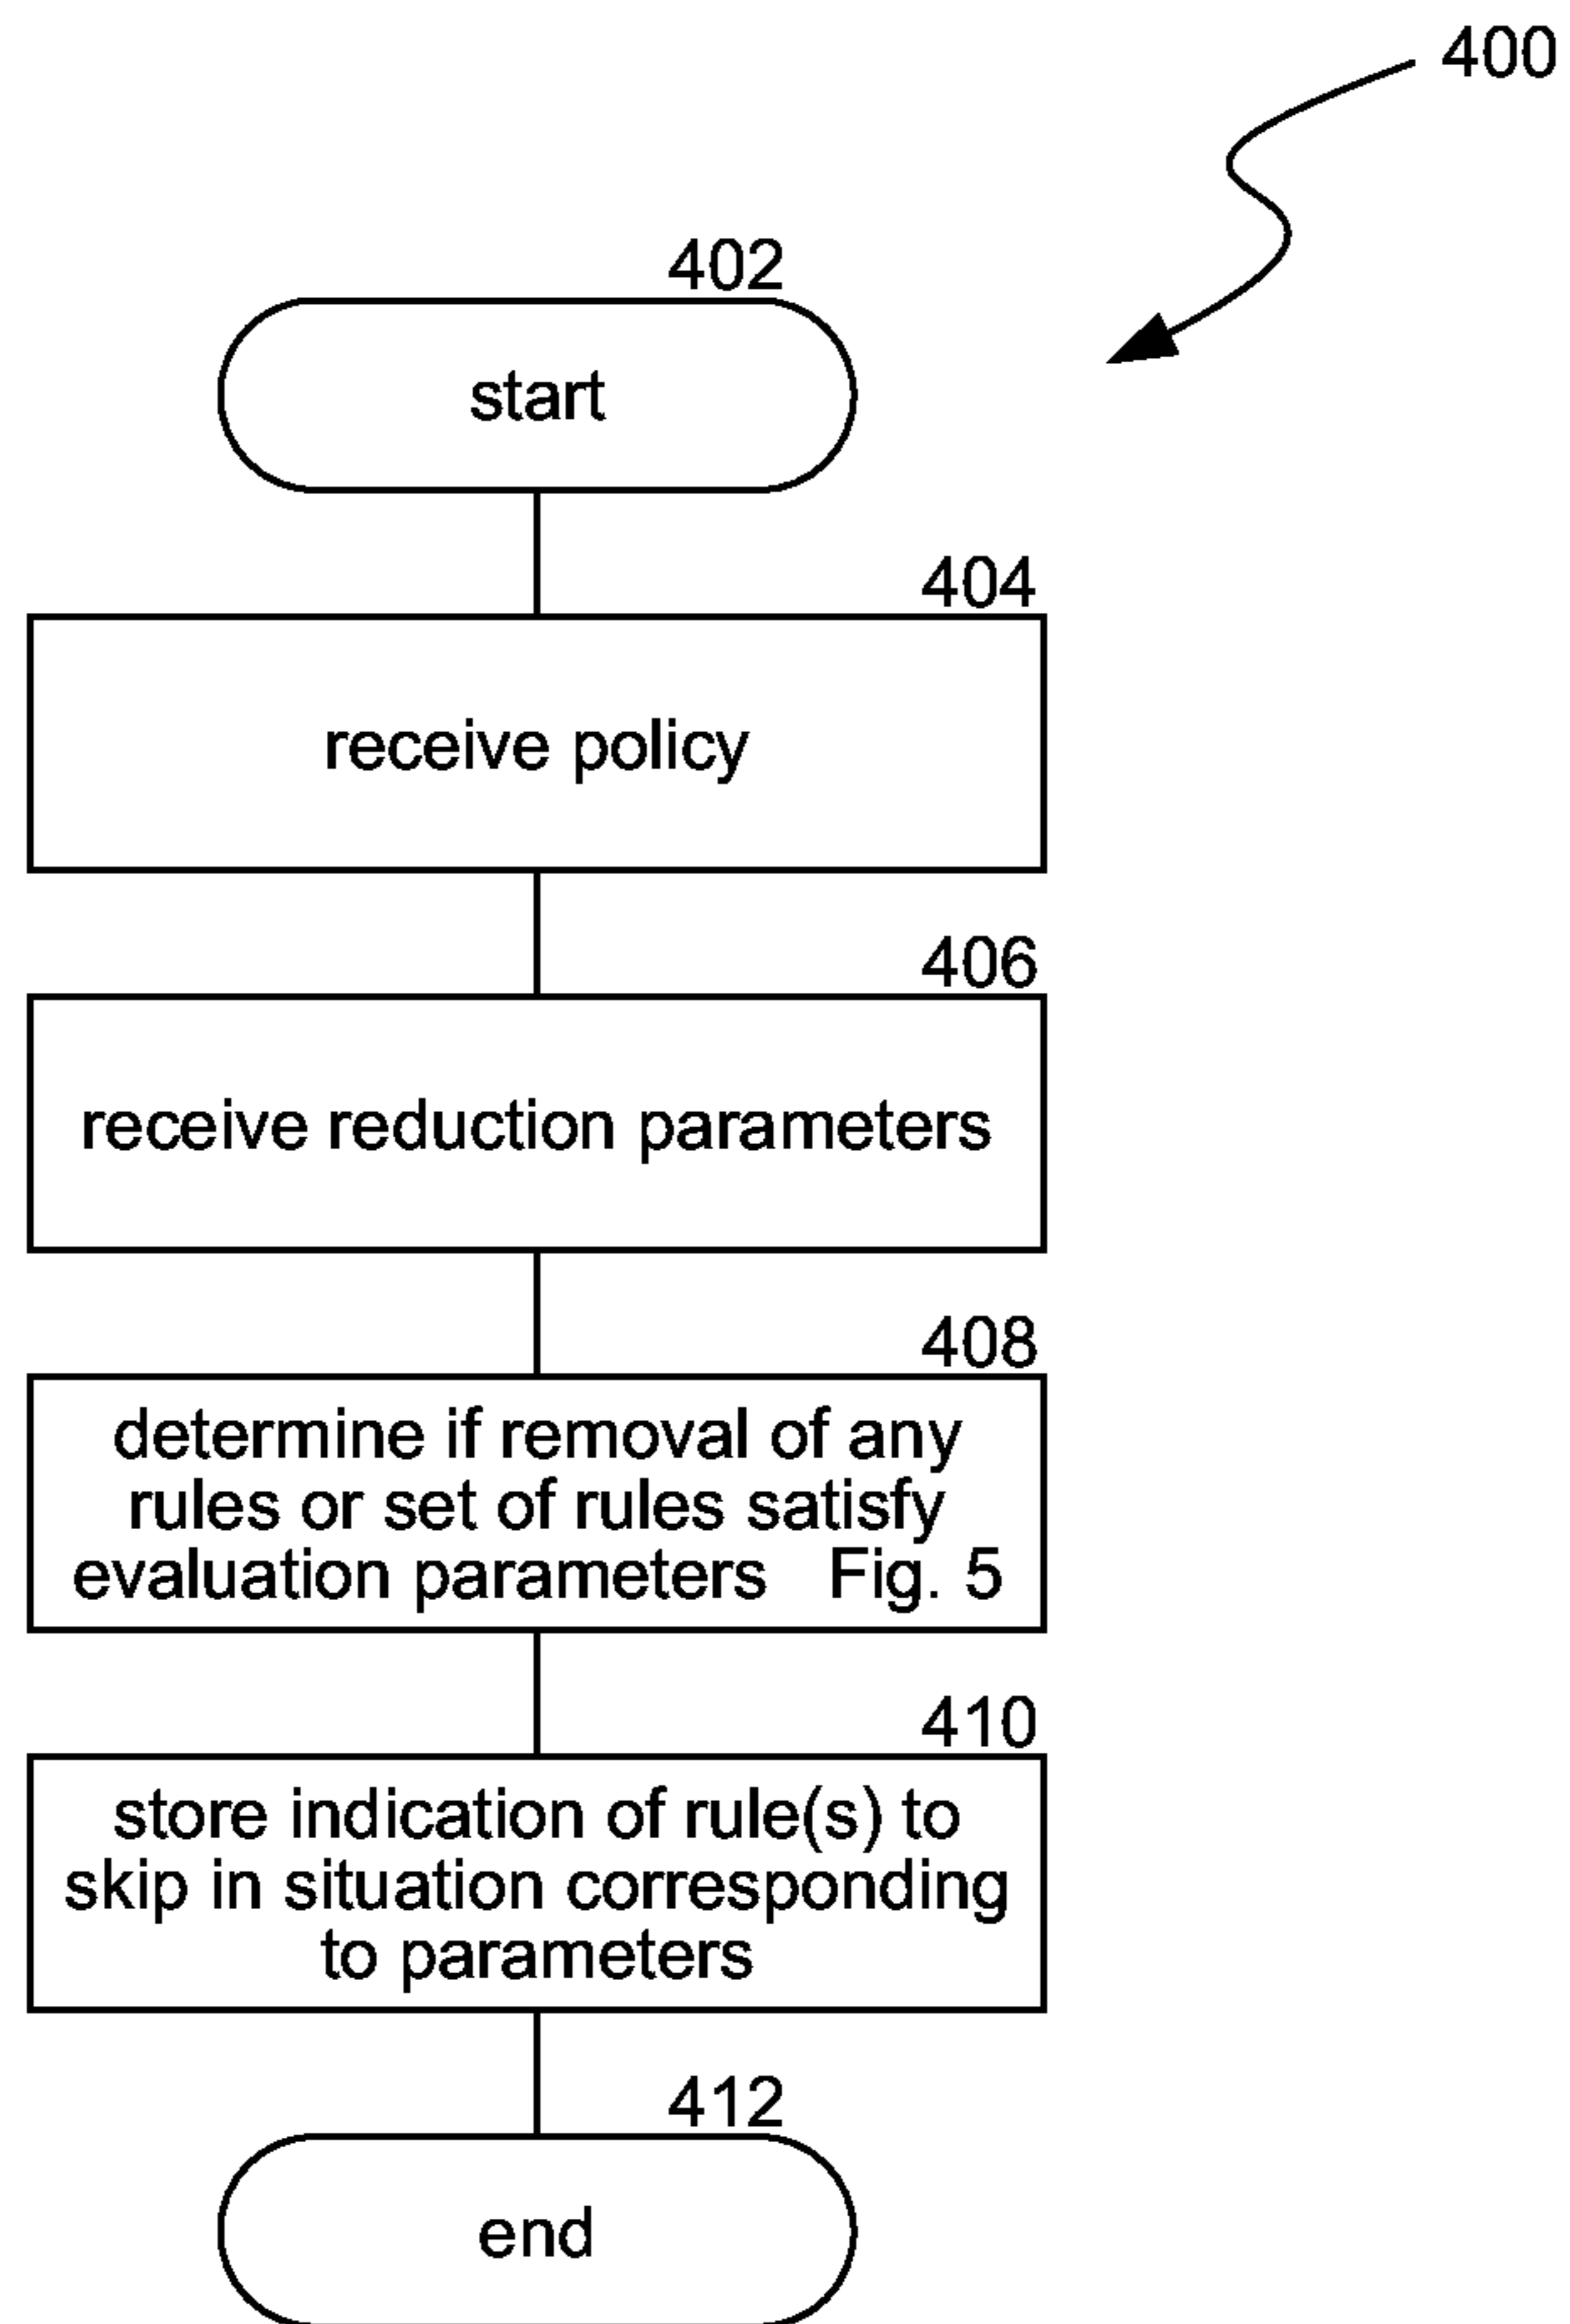 400
402
start
404
receive policy
406
receive reduction parameters
408
determine if removal of any
rules or set of rules satisfy
evaluation parameters Fig. 5
410
store indication of rule(s) to
skip in situation corresponding
to parameters
412
end